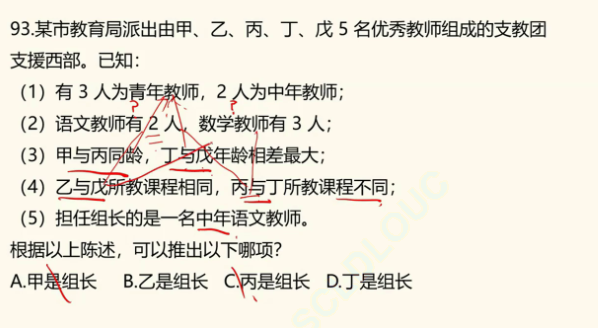 93.某市教育局派出由甲、乙、丙、丁、戊5名优秀教师组成的支教团
支援西部。已知：
（1）有3人为青年教师，2人为中年教师；
（2）语文教师有2人，数学教师有3人；
（3）甲与丙同龄，丁与戊年龄相差最大；
（4）乙与戊所教课程相同，丙与丁所教课程不同；
（5）担任组长的是一名中年语文教师。
根据以上陈述，可以推出以下哪项？
A.甲是组长 B.乙是组长 C.丙是组长 D.丁是组长